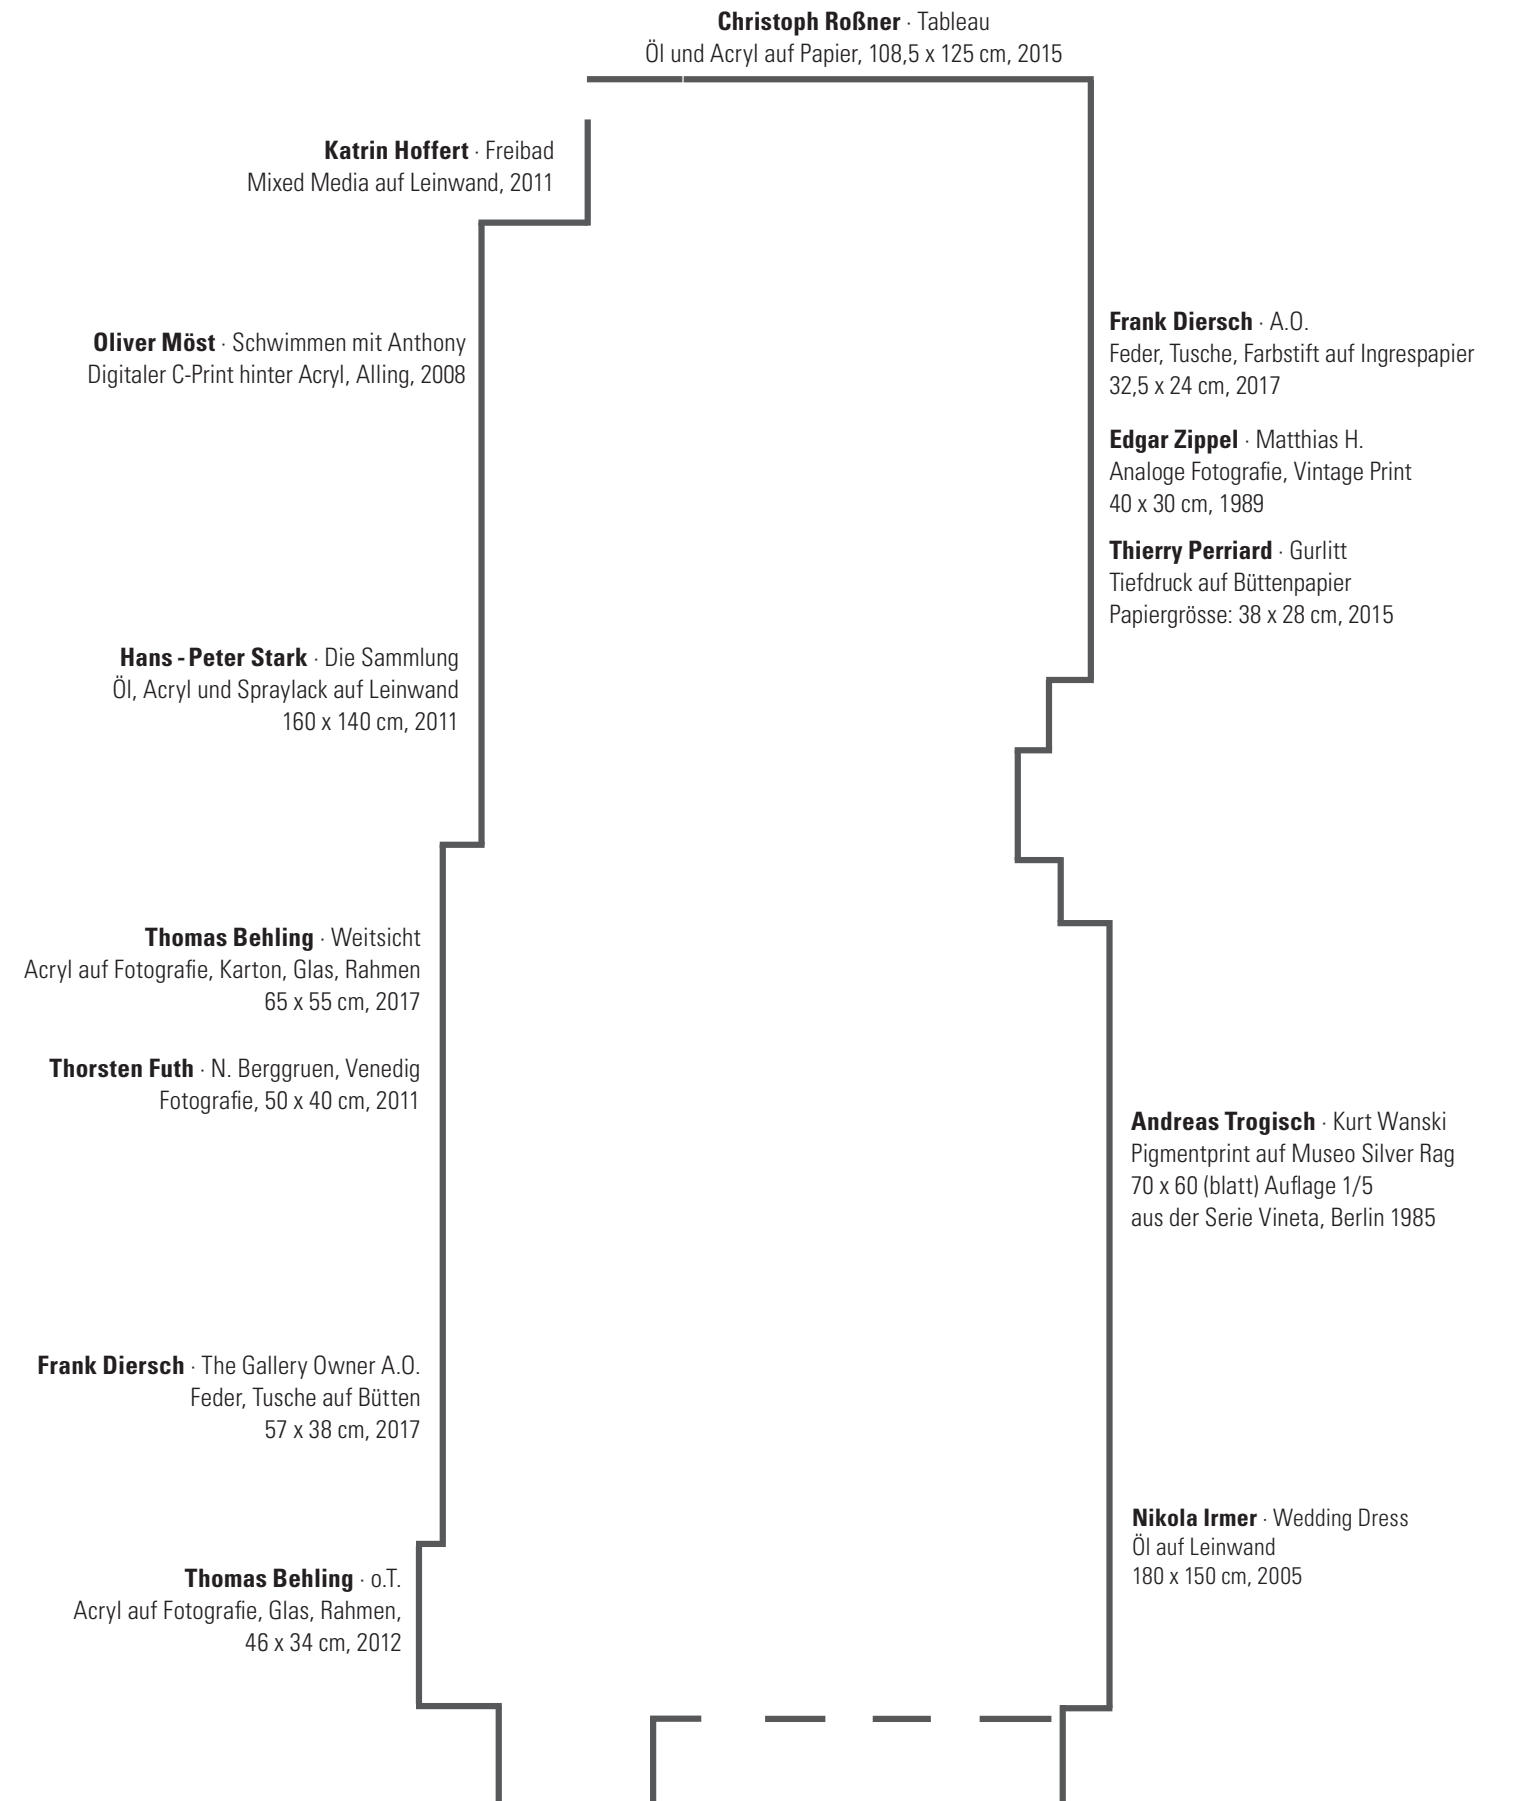 Christoph Roßner · Tableau
Öl und Acryl auf Papier, 108,5 x 125 cm, 2015
Katrin Hoffert · Freibad
Mixed Media auf Leinwand, 2011
Oliver Möst · Schwimmen mit Anthony
Digitaler C-Print hinter Acryl, Alling, 2008
Hans - Peter Stark · Die Sammlung
Öl, Acryl und Spraylack auf Leinwand
160 x 140 cm, 2011
Thomas Behling · Weitsicht
Acryl auf Fotografie, Karton, Glas, Rahmen
65 x 55 cm, 2017
Thorsten Futh · N. Berggruen, Venedig
Fotografie, 50 x 40 cm, 2011
Frank Diersch · The Gallery Owner A.O.
Feder, Tusche auf Bütten
57 x 38 cm, 2017
Thomas Behling · o.T.
Acryl auf Fotografie, Glas, Rahmen,
46 x 34 cm, 2012
Frank Diersch · A.O.
Feder, Tusche, Farbstift auf Ingrespapier
32,5 x 24 cm, 2017
Edgar Zippel · Matthias H.
Analoge Fotografie, Vintage Print
40 x 30 cm, 1989
Thierry Perriard · Gurlitt
Tiefdruck auf Büttenpapier
Papiergrösse: 38 x 28 cm, 2015
Andreas Trogisch · Kurt Wanski
Pigmentprint auf Museo Silver Rag
70 x 60 (blatt) Auflage 1/5
aus der Serie Vineta, Berlin 1985
Nikola Irmer · Wedding Dress
Öl auf Leinwand
180 x 150 cm, 2005